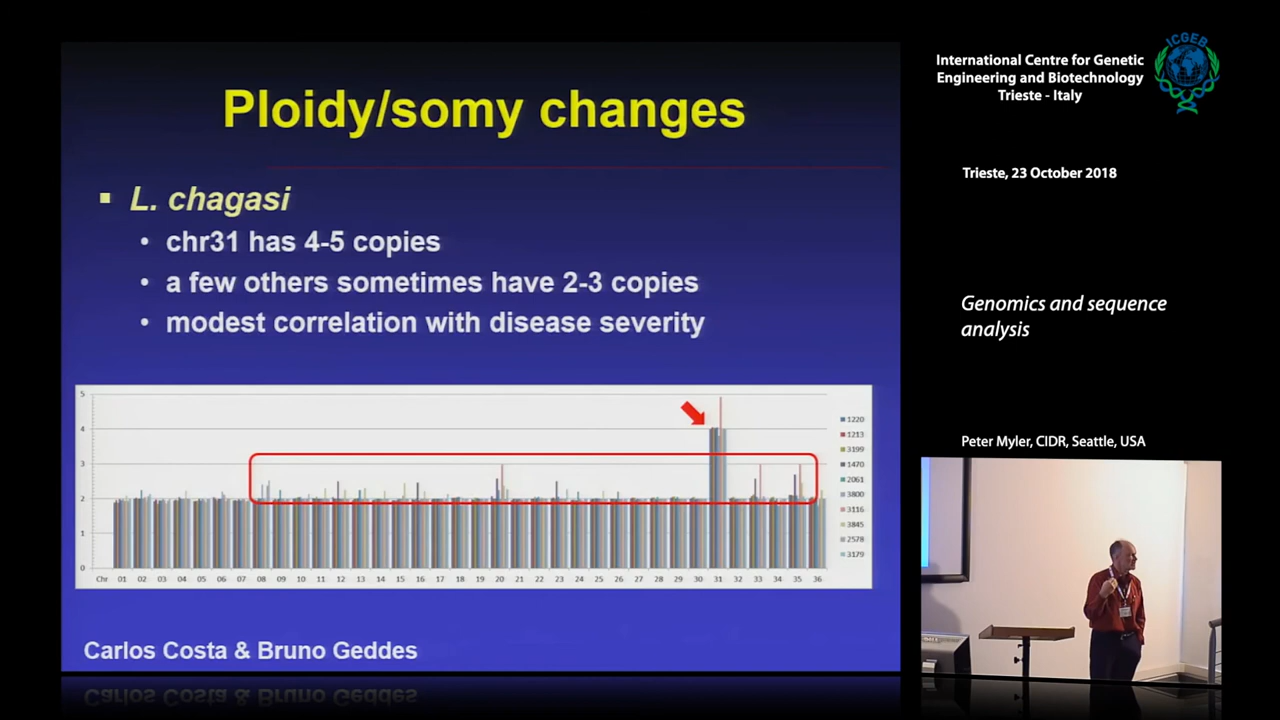 Ploidy/somy changes
▪ L. chagasi
• chr31 has 4-5 copies
• a few others sometimes have 2-3 copies
• modest correlation with disease severity
5
4
3
2
1
0
Chr 01 02 03 04 05 06 07 08 09 10 11 12 13 14 15 16 17 18 19 20 21 22 23 24 25 26 27 28 29 30 31 32 33 34 35 36
1220
1213
3199
1470
2061
3800
3116
3845
2578
3179
Carlos Costa & Bruno Geddes
ICGEB
International Centre for Genetic
Engineering and Biotechnology
Trieste - Italy
Trieste, 23 October 2018
Genomics and sequence
analysis
Peter Myler, CIDR, Seattle, USA